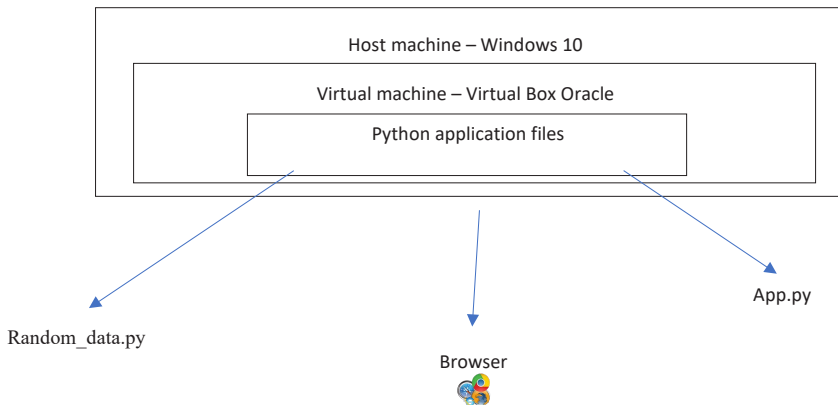 Host machine – Windows 10
Virtual machine – Virtual Box Oracle
Python application files
App.py
Random_data.py
Browser